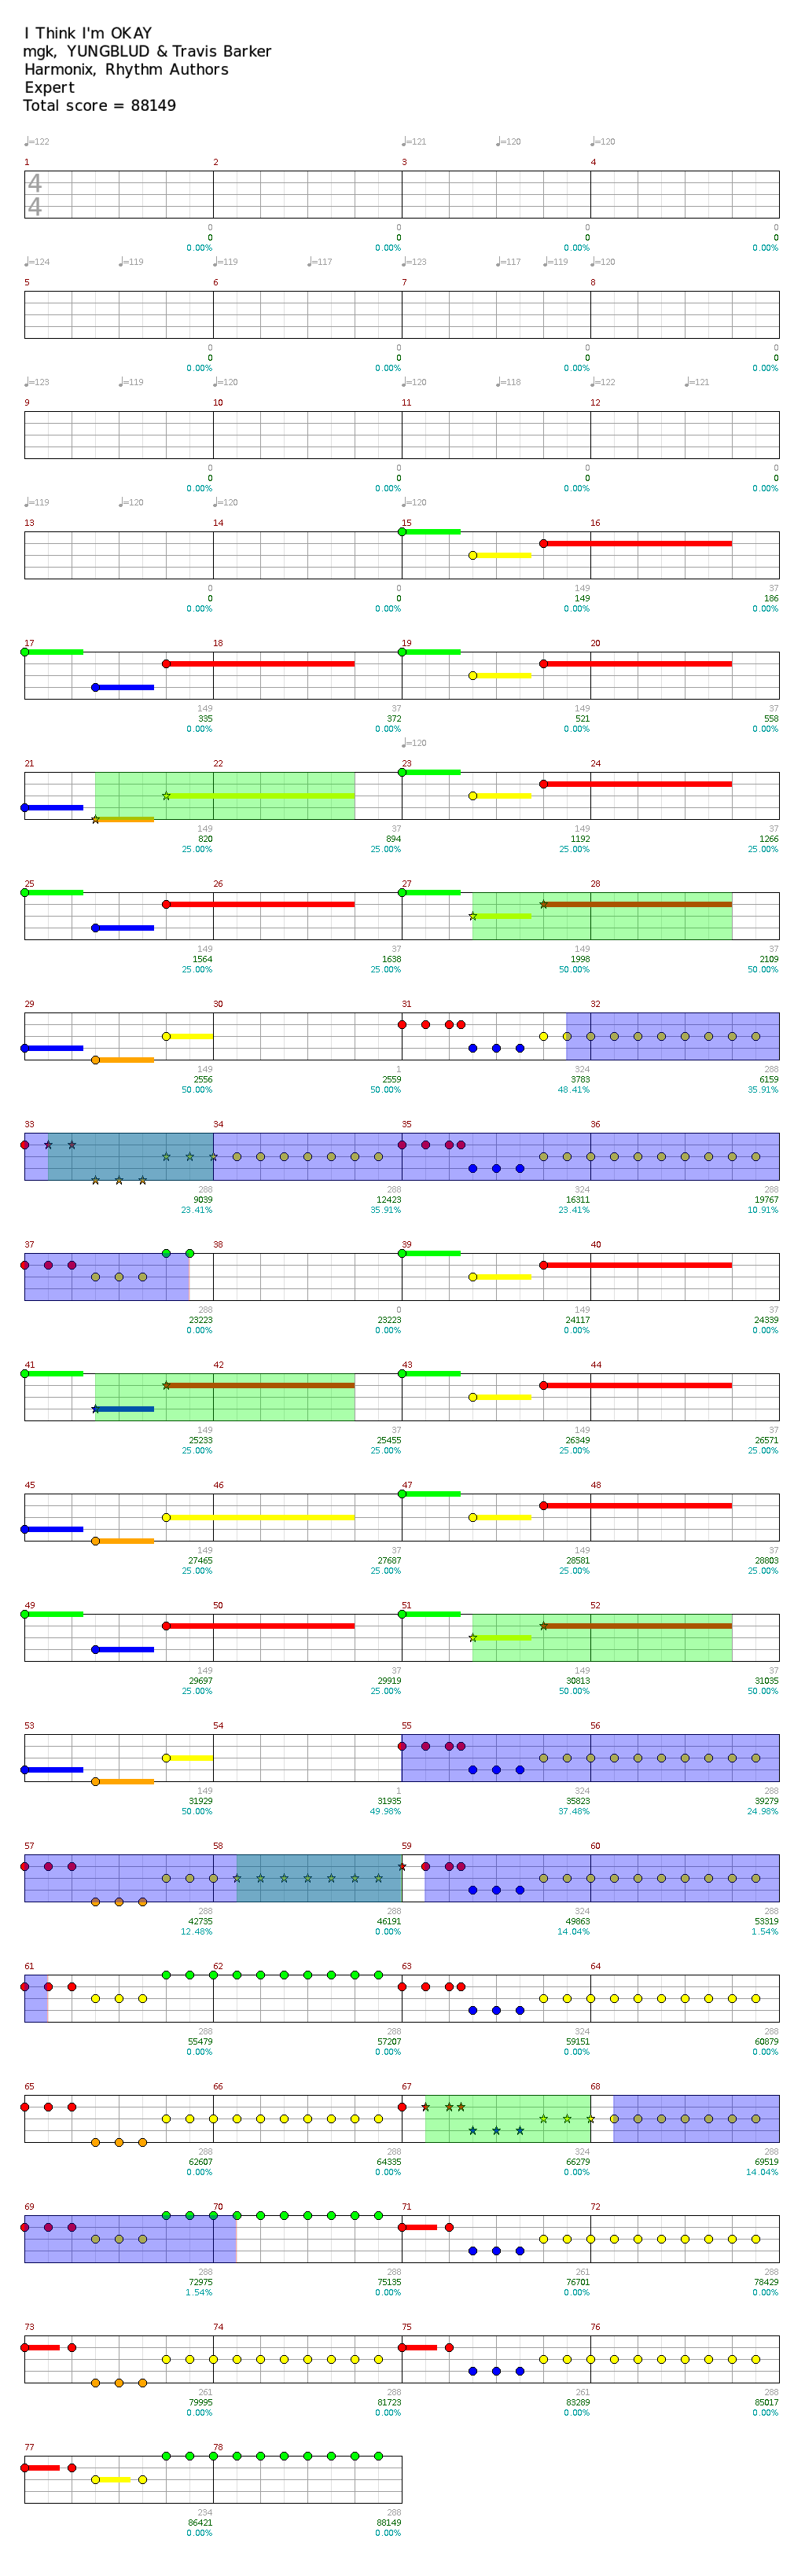 I Think I'm OKAY
mgk, YUNGBLUD & Travis Barker
Harmonix, Rhythm Authors
Expert
Total score = 88149
♩=122 ♩=121 ♩=120 ♩=120
1 2 3 4
4
4
0 0 0 0
0 0 0 0
0.00% 0.00% 0.00% 0.00%
♩=124 ♩=119 ♩=119 ♩=117 ♩=123 ♩=117 ♩=119 ♩=120
5 6 7 8
0 0 0 0
0 0 0 0
0.00% 0.00% 0.00% 0.00%
♩=123 ♩=119 ♩=120 ♩=120 ♩=118 ♩=122 ♩=121
9 10 11 12
0 0 0 0
0 0 0 0
0.00% 0.00% 0.00% 0.00%
♩=119 ♩=120 ♩=120 ♩=120
13 14 15 16
0 0 149 37
0 0 149 186
0.00% 0.00% 0.00% 0.00%
17 18 19 20
149 37 149 37
335 372 521 558
0.00% 0.00% 0.00% 0.00%
♩=120
21 22 23 24
149 37 149 37
820 894 1192 1266
25.00% 25.00% 25.00% 25.00%
25 26 27 28
149 37 149 37
1564 1638 1998 2109
25.00% 25.00% 50.00% 50.00%
29 30 31 32
149 1 324 288
2556 2559 3783 6159
50.00% 50.00% 48.41% 35.91%
33 34 35 36
288 288 324 288
9039 12423 16311 19767
23.41% 35.91% 23.41% 10.91%
37 38 39 40
288 0 149 37
23223 23223 24117 24339
0.00% 0.00% 0.00% 0.00%
41 42 43 44
149 37 149 37
25233 25455 26349 26571
25.00% 25.00% 25.00% 25.00%
45 46 47 48
149 37 149 37
27465 27687 28581 28803
25.00% 25.00% 25.00% 25.00%
49 50 51 52
149 37 149 37
29697 29919 30813 31035
25.00% 25.00% 50.00% 50.00%
53 54 55 56
149 1 324 288
31929 31935 35823 39279
50.00% 49.98% 37.48% 24.98%
57 58 59 60
288 288 324 288
42735 46191 49863 53319
12.48% 0.00% 14.04% 1.54%
61 62 63 64
288 288 324 288
55479 57207 59151 60879
0.00% 0.00% 0.00% 0.00%
65 66 67 68
288 288 324 288
62607 64335 66279 69519
0.00% 0.00% 0.00% 14.04%
69 70 71 72
288 288 261 288
72975 75135 76701 78429
1.54% 0.00% 0.00% 0.00%
73 74 75 76
261 288 261 288
79995 81723 83289 85017
0.00% 0.00% 0.00% 0.00%
77 78
234 288
86421 88149
0.00% 0.00%